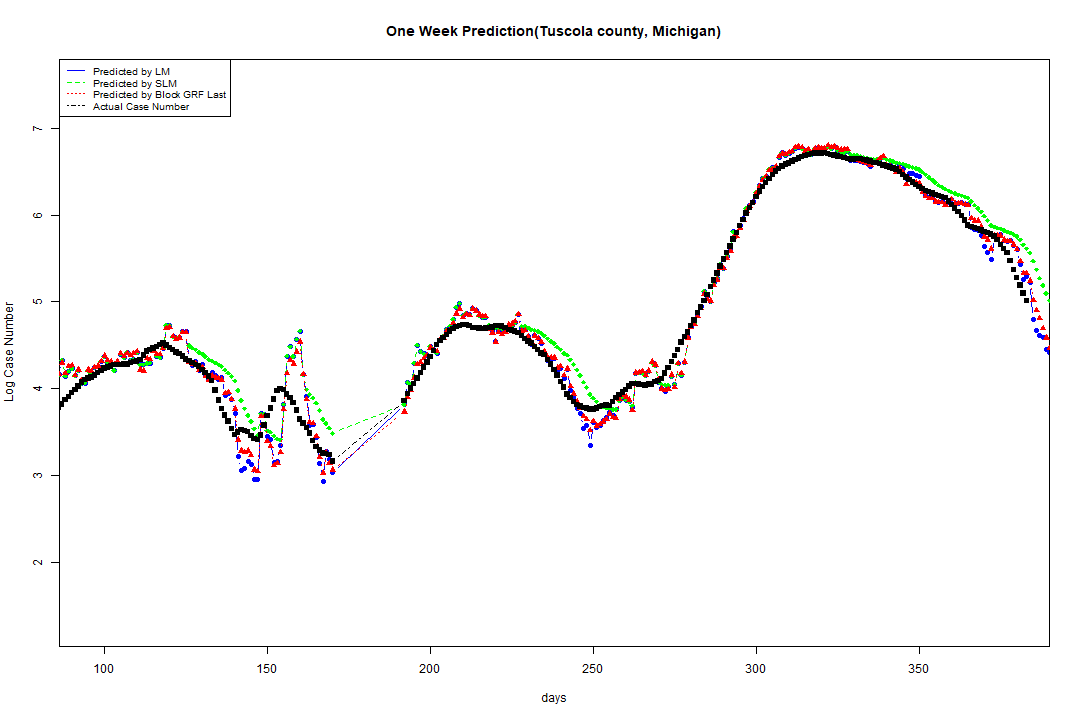 One Week Prediction(Tuscola county, Michigan)
Predicted by LM
Predicted by SLM
Predicted by Block GRF Last
Actual Case Number
Log Case Number
7
6
5
4
3
2
100 150 200 250 300 350
days